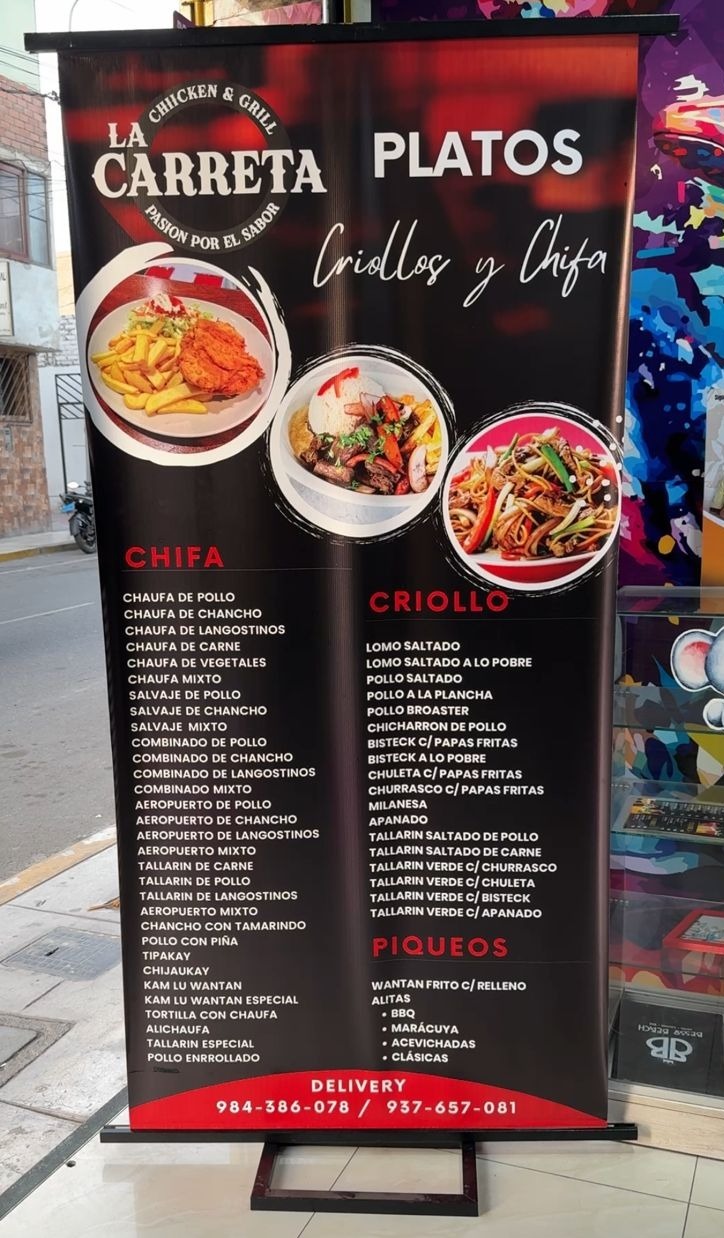 CHIICKEN & GRILL
LA
CARRETA
PASION POR EL SABOR
PLATOS
Criollos y Chifa
CHIFA
CHAUFA DE POLLO
CHAUFA DE CHANCHO
CHAUFA DE LANGOSTINOS
CHAUFA DE CARNE
CHAUFA DE VEGETALES
CHAUFA MIXTO
SALVAJE DE POLLO
SALVAJE DE CHANCHO
SALVAJE MIXTO
COMBINADO DE POLLO
COMBINADO DE CHANCHO
COMBINADO DE LANGOSTINOS
COMBINADO MIXTO
AEROPUERTO DE POLLO
AEROPUERTO DE CHANCHO
AEROPUERTO DE LANGOSTINOS
AEROPUERTO MIXTO
TALLARIN DE CARNE
TALLARIN DE POLLO
TALLARIN DE LANGOSTINOS
AEROPUERTO MIXTO
CHANCHO CON TAMARINDO
POLLO CON PIÑA
TIPAKAY
CHIJAUKAY
KAM LU WANTAN
KAM LU WANTAN ESPECIAL
TORTILLA CON CHAUFA
ALICHAUFA
TALLARIN ESPECIAL
POLLO ENRROLLADO
CRIOLLO
LOMO SALTADO
LOMO SALTADO A LO POBRE
POLLO SALTADO
POLLO A LA PLANCHA
POLLO BROASTER
CHICHARRON DE POLLO
BISTECK C/ PAPAS FRITAS
BISTECK A LO POBRE
CHULETA C/ PAPAS FRITAS
CHURRASCO C/ PAPAS FRITAS
MILANESA
APANADO
TALLARIN SALTADO DE POLLO
TALLARIN SALTADO DE CARNE
TALLARIN VERDE C/ CHURRASCO
TALLARIN VERDE C/ CHULETA
TALLARIN VERDE C/ BISTECK
TALLARIN VERDE C/ APANADO
PIQUEOS
WANTAN FRITO C/ RELLENO
ALITAS
• BBQ
• MARÁCUYA
• ACEVICHADAS
• CLÁSICAS
DELIVERY
984-386-078 / 937-657-081